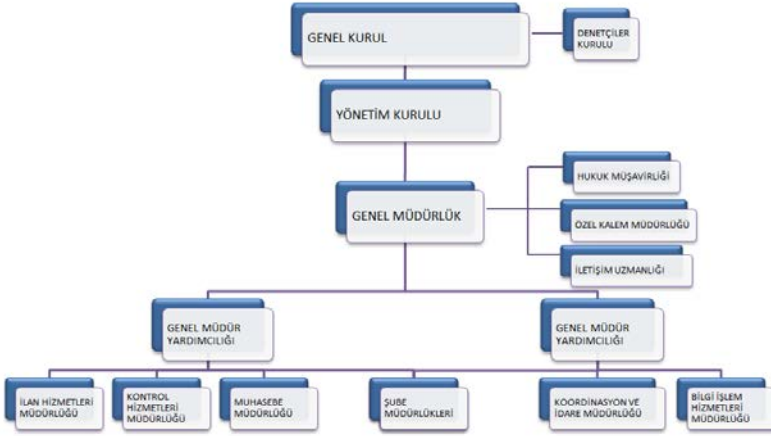 GENEL KURUL
DENETÇİLER
KURULU
YÖNETİM KURULU
HUKUK MÜŞAVİRLİĞİ
GENEL MÜDÜRLÜK
ÖZEL KALEM MÜDÜRLÜĞÜ
İLETİŞİM UZMANLIĞI
GENEL MÜDÜR
YARDIMCILIĞI
GENEL MÜDÜR
YARDIMCILIĞI
İLAN HİZMETLERİ
MÜDÜRLÜĞÜ
KONTROL
HİZMETLERİ
MÜDÜRLÜĞÜ
MUHASEBE
MÜDÜRLÜĞÜ
ŞUBE
MÜDÜRLÜKLERİ
KOORDİNASYON VE
İDARE MÜDÜRLÜĞÜ
BİLGİ İŞLEM
HİZMETLERİ
MÜDÜRLÜĞÜ